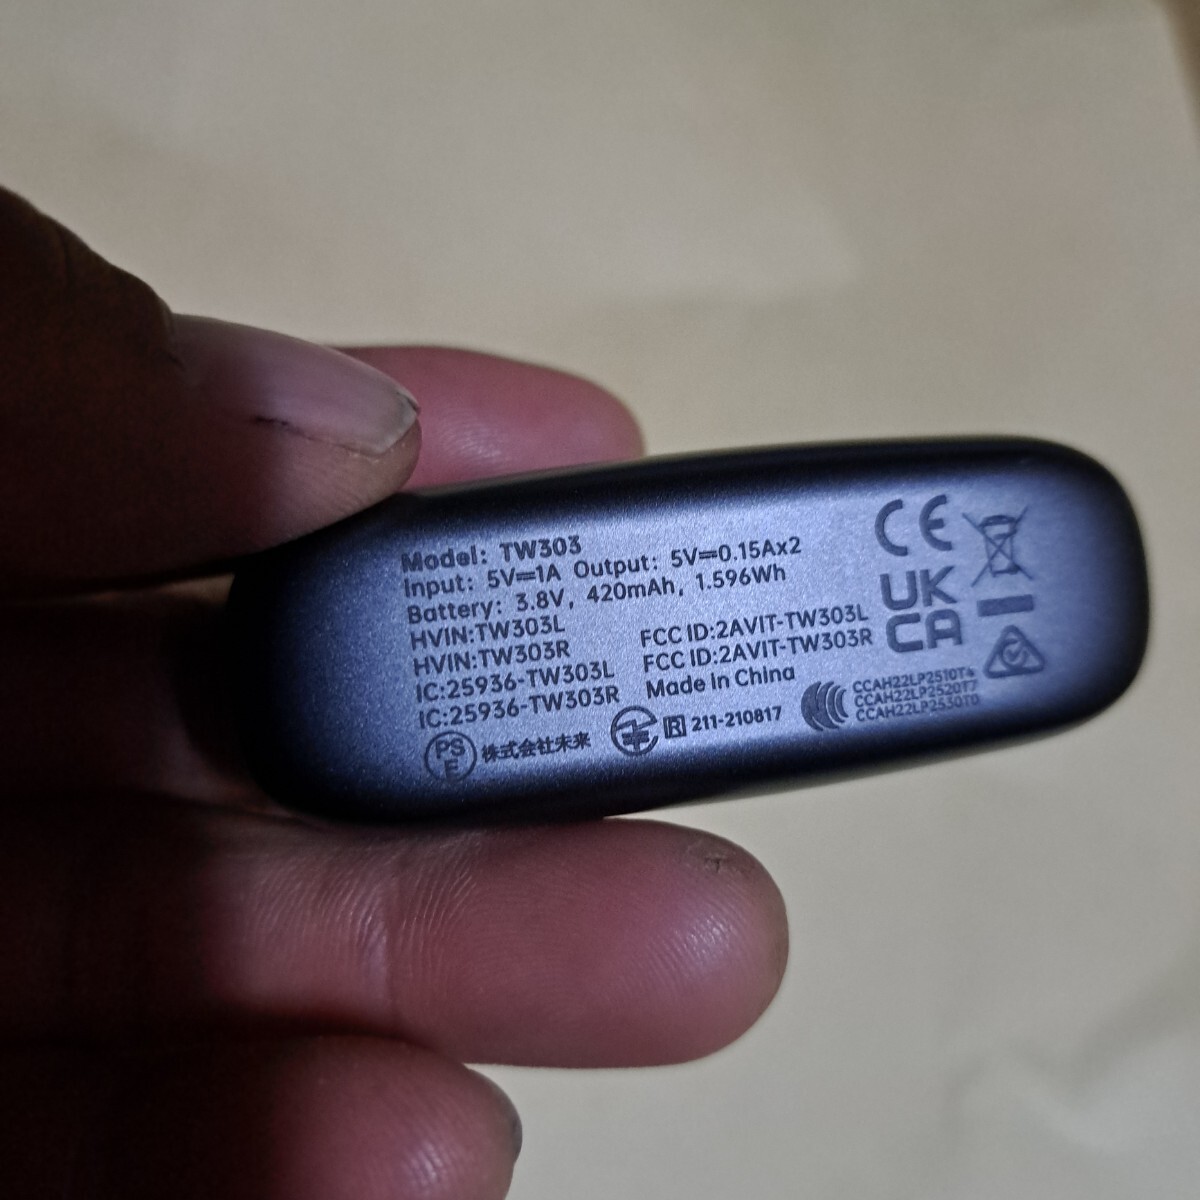 Model: TW303
Input: 5V⎓1A Output: 5V⎓0.15Ax2
Battery: 3.8V, 420mAh, 1.596Wh
HVIN:TW303L
HVIN:TW303R
IC:25936-TW303L
IC:25936-TW303R
FCC ID:2AVIT-TW303L
FCC ID:2AVIT-TW303R
Made In China
PS
E
株式会社未来
R 211-210817
CCAH22LP2510T4
CCAH22LP2520T7
CCAH22LP2530T0
CE
UK
CA